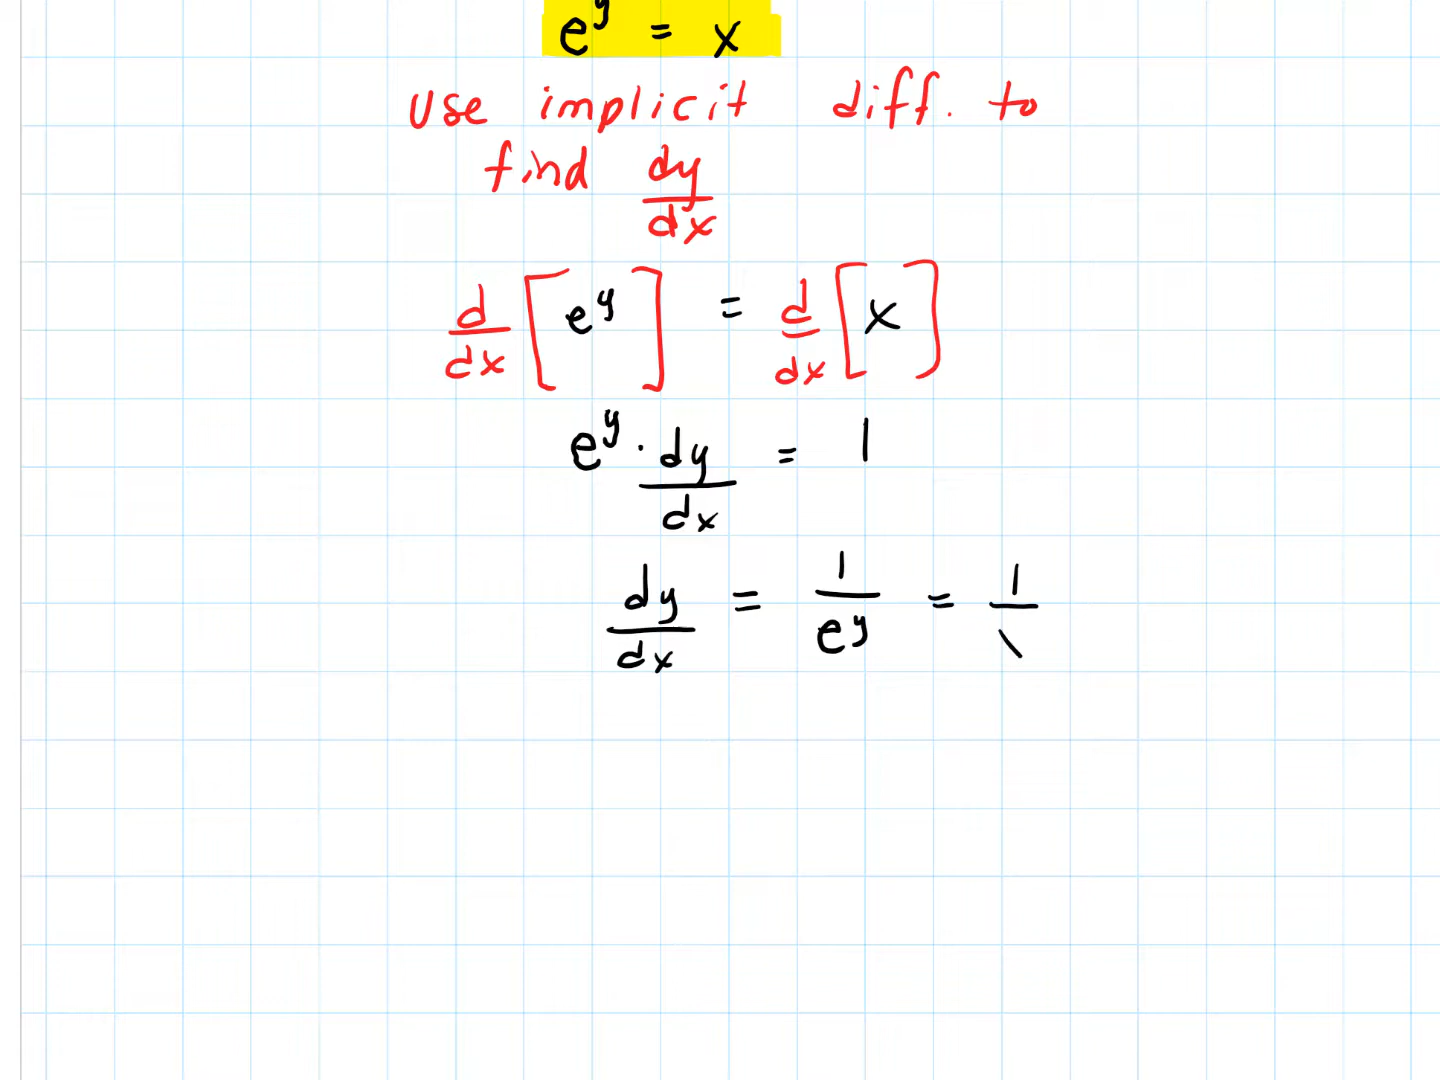 e^y = x
Use implicit diff. to
find dy/dx
d/dx [e^y] = d/dx [x]
e^y · dy/dx = 1
dy/dx = 1/e^y = 1/